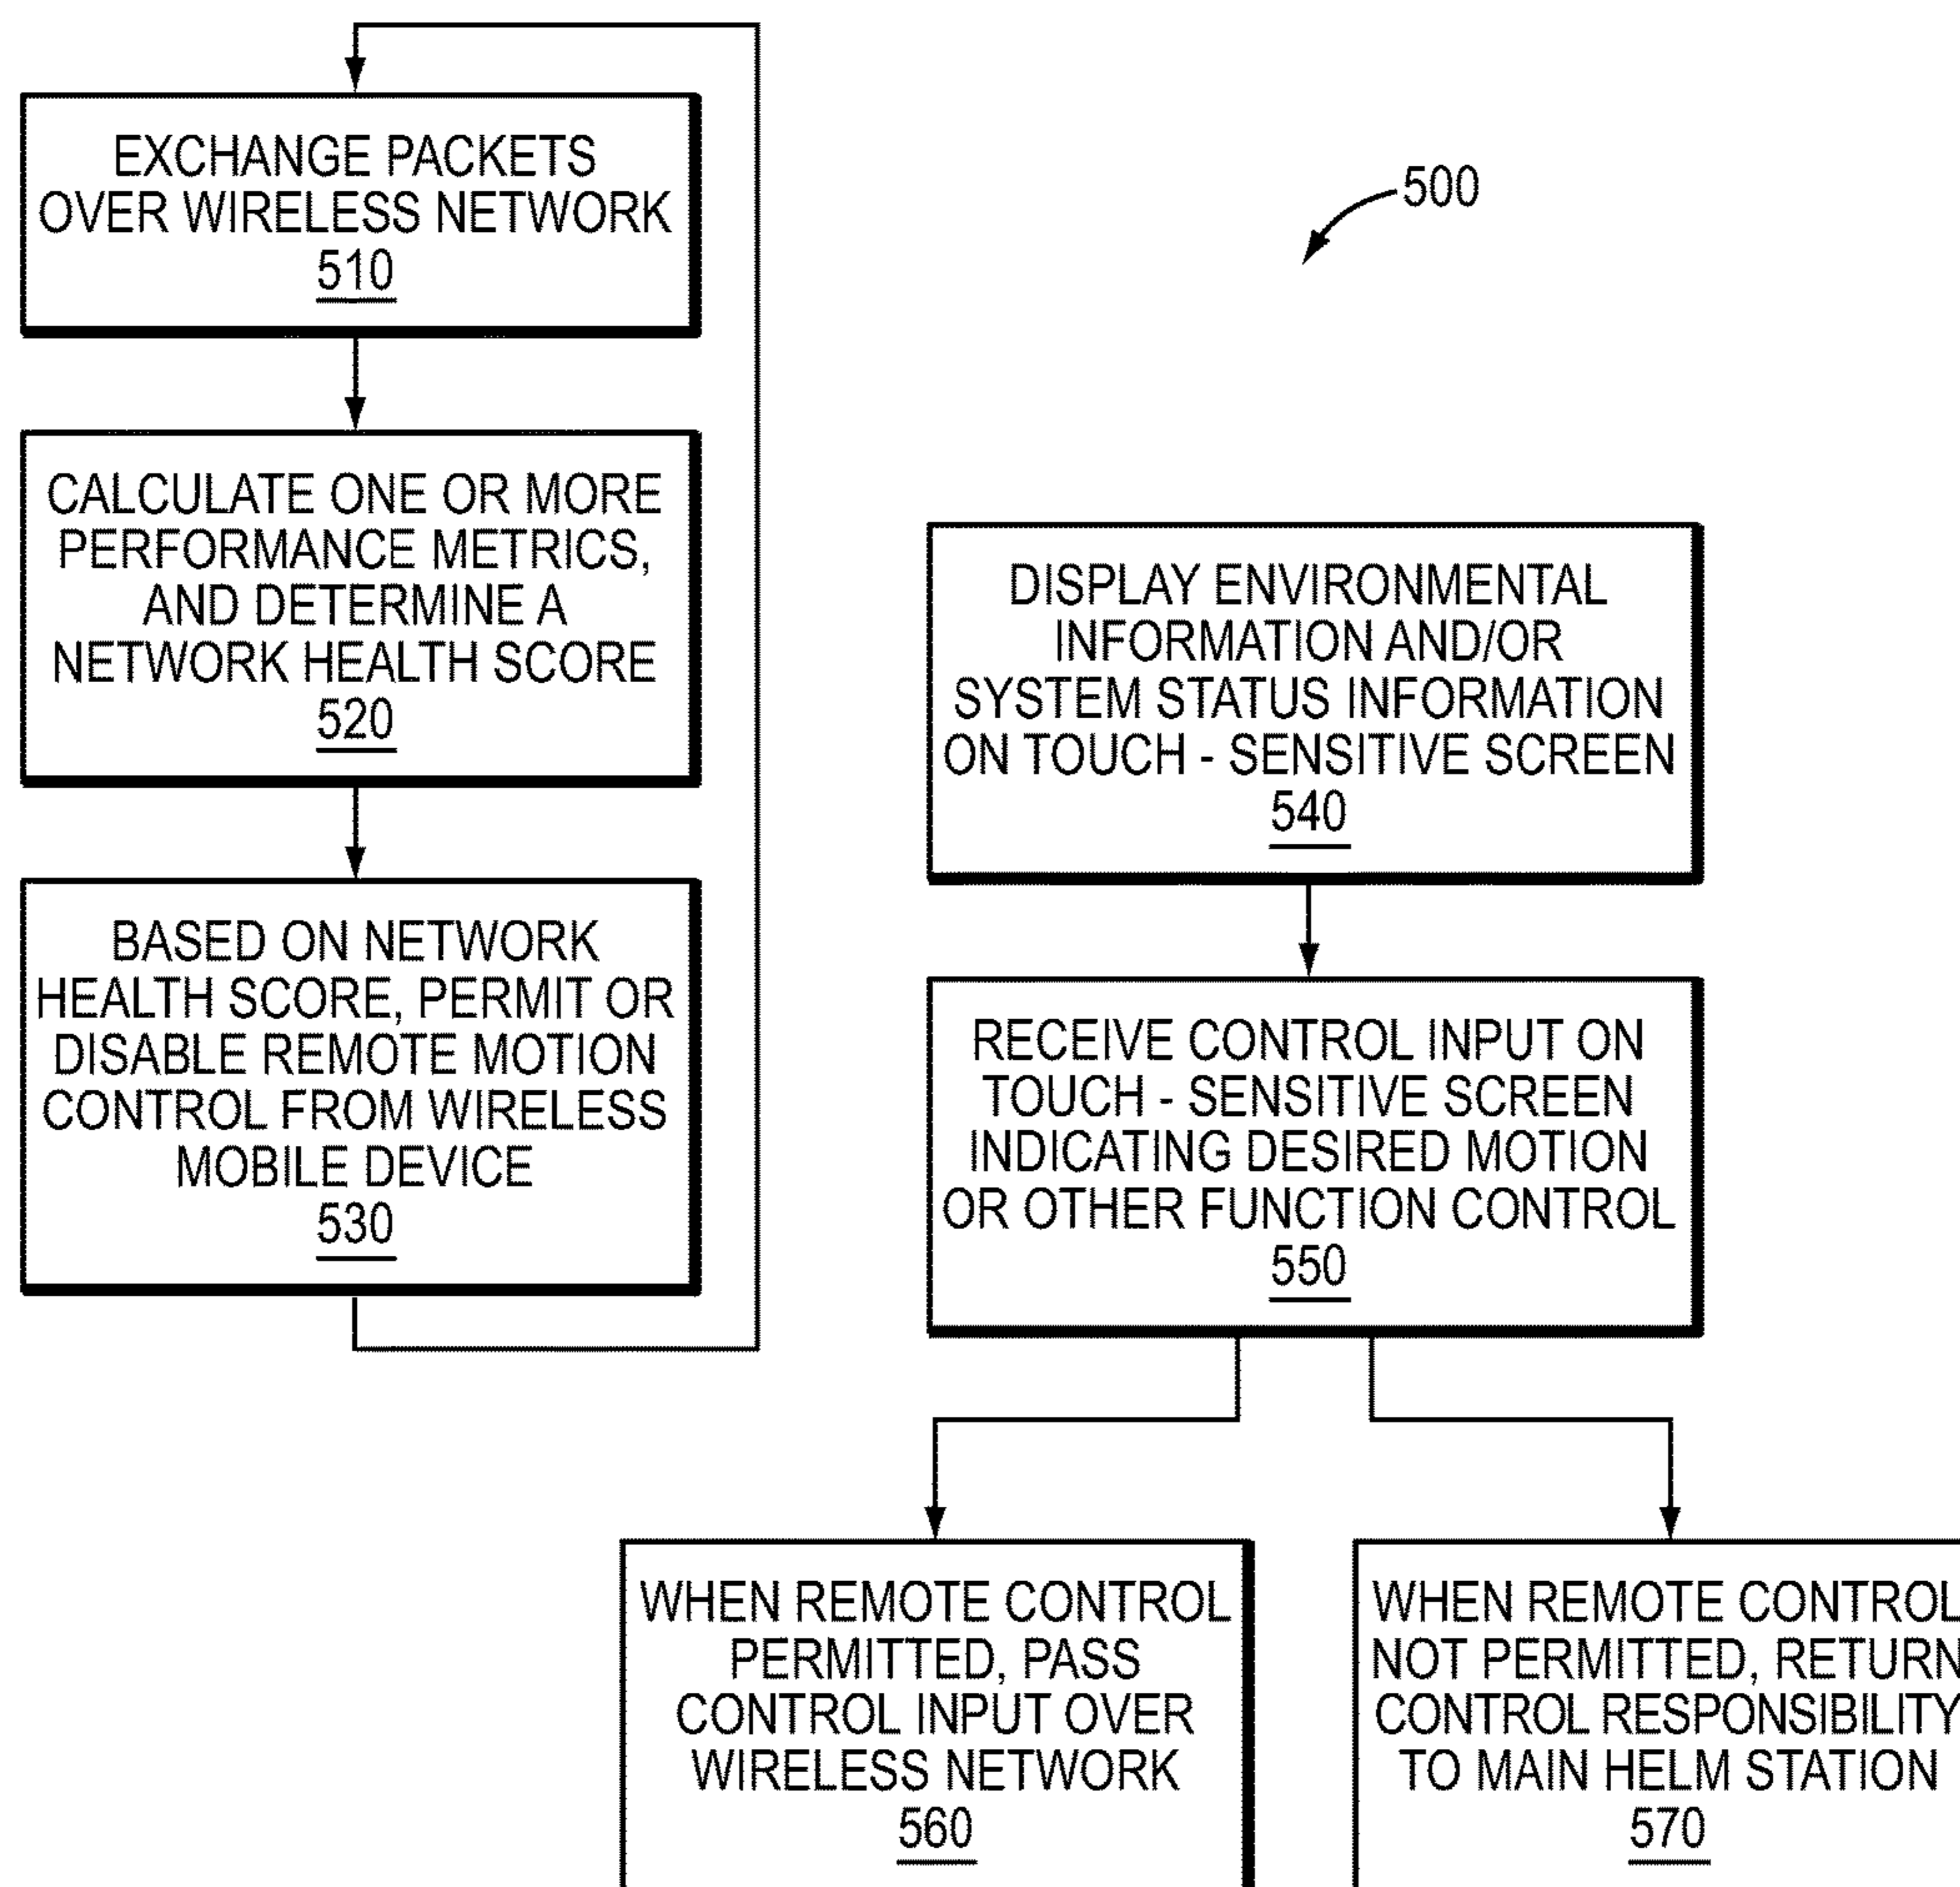 EXCHANGE PACKETS
OVER WIRELESS NETWORK
510
500
CALCULATE ONE OR MORE
PERFORMANCE METRICS,
AND DETERMINE A
NETWORK HEALTH SCORE
520
BASED ON NETWORK
HEALTH SCORE, PERMIT OR
DISABLE REMOTE MOTION
CONTROL FROM WIRELESS
MOBILE DEVICE
530
DISPLAY ENVIRONMENTAL
INFORMATION AND/OR
SYSTEM STATUS INFORMATION
ON TOUCH - SENSITIVE SCREEN
540
RECEIVE CONTROL INPUT ON
TOUCH - SENSITIVE SCREEN
INDICATING DESIRED MOTION
OR OTHER FUNCTION CONTROL
550
WHEN REMOTE CONTROL
PERMITTED, PASS
CONTROL INPUT OVER
WIRELESS NETWORK
560
WHEN REMOTE CONTROL
NOT PERMITTED, RETURN
CONTROL RESPONSIBILITY
TO MAIN HELM STATION
570